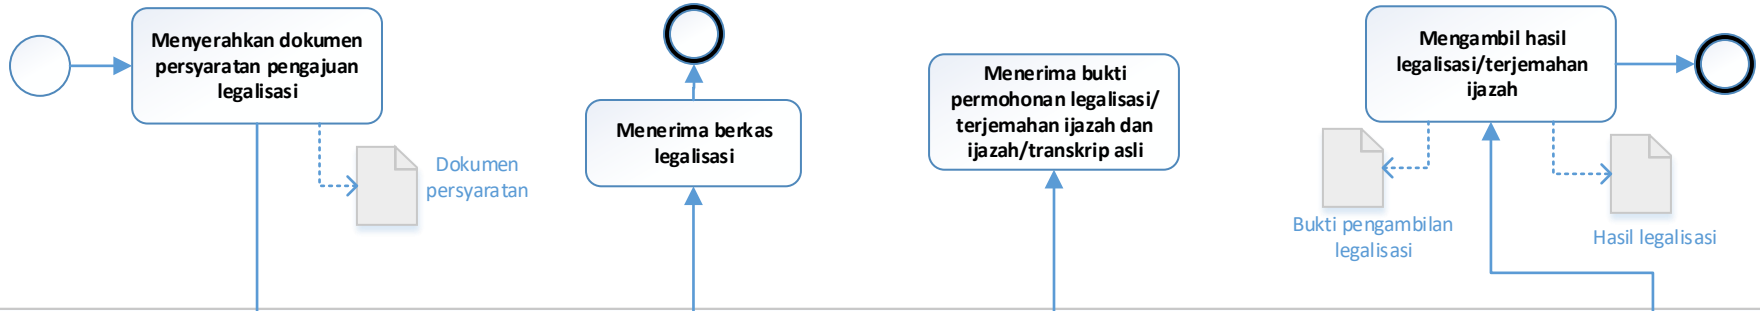 Menyerahkan dokumen
persyaratan pengajuan
legalisasi
Dokumen
persyaratan
Menerima berkas
legalisasi
Menerima bukti
permohonan legalisasi/
terjemahan ijazah dan
ijazah/transkrip asli
Mengambil hasil
legalisasi/terjemahan
ijazah
Bukti pengambilan
legalisasi
Hasil legalisasi